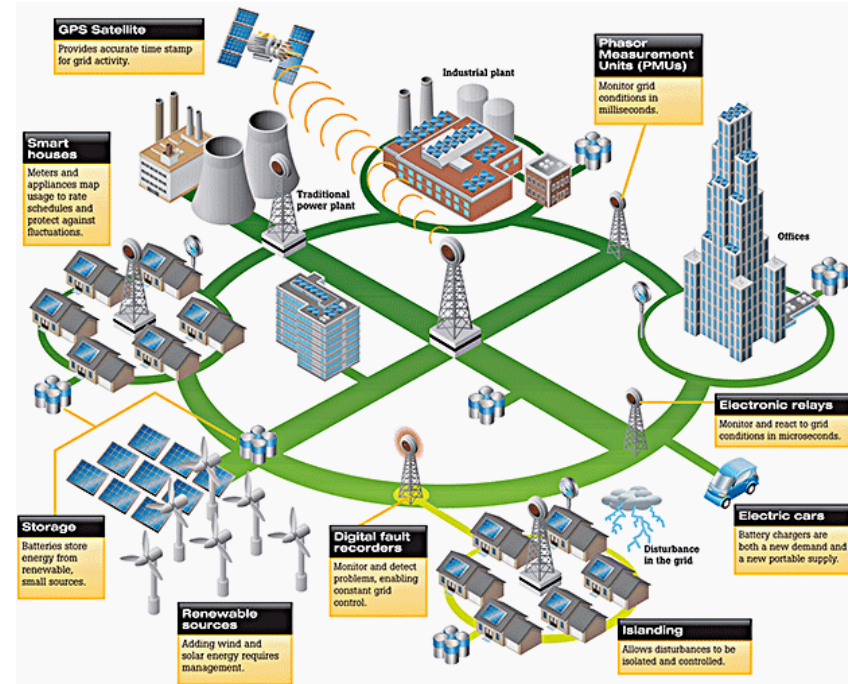 GPS Satellite
Provides accurate time stamp
for grid activity.
Phasor
Measurement
Units (PMUs)
Monitor grid
conditions in
milliseconds.
Industrial plant
Smart
houses
Meters and
appliances map
usage to rate
schedules and
protect against
fluctuations.
Traditional
power plant
Offices
Electronic relays
Monitor and react to grid
conditions in microseconds.
Storage
Batteries store
energy from
renewable,
small sources.
Digital fault
recorders
Monitor and detect
problems, enabling
constant grid
control.
Disturbance
in the grid
Electric cars
Battery chargers are
both a new demand and
a new portable supply.
Renewable
sources
Adding wind and
solar energy requires
management.
Islanding
Allows disturbances to be
isolated and controlled.